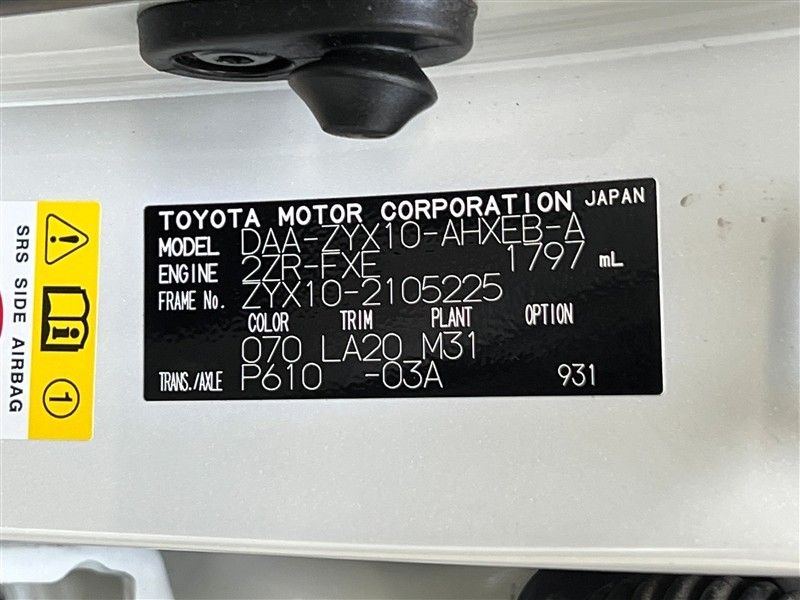 TOYOTA MOTOR CORPORATION JAPAN
MODEL DAA-ZYX10-AHXEB-A
ENGINE 2ZR-FXE 1797 mL
FRAME No. ZYX10-2105225
COLOR TRIM PLANT OPTION
070 LA20 M31
TRANS./AXLE P610 -03A 931
SRS SIDE AIRBAG
! i 1